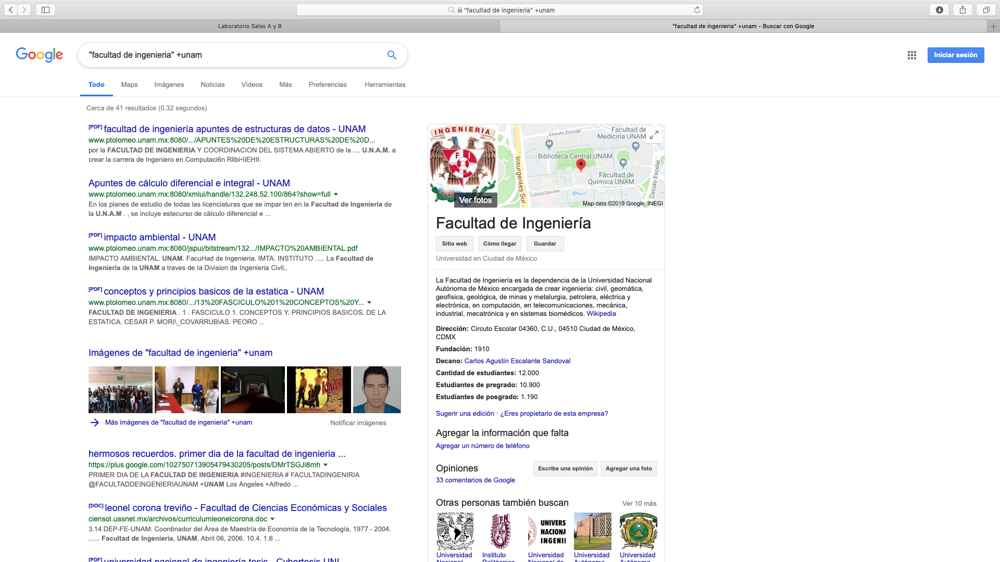 "facultad de ingenieria" +unam
Laboratorio Salas A y B
"facultad de ingenieria" +unam - Buscar con Google
Google
"facultad de ingenieria" +unam
Iniciar sesión
Todo
Maps
Imágenes
Noticias
Vídeos
Más
Preferencias
Herramientas
Cerca de 41 resultados (0.32 segundos)
[PDF] facultad de ingeniería apuntes de estructuras de datos - UNAM
www.ptolomeo.unam.mx:8080/.../APUNTES%20DE%20ESTRUCTURAS%20DE%20D...
por la FACULTAD DE INGENIERIA Y COORDINACION DEL SISTEMA ABIERTO de la .... U.N.A.M. a
crear la carrera de Ingeniero en Computaci6n Rllbi•IIEHII.
Apuntes de cálculo diferencial e integral - UNAM
www.ptolomeo.unam.mx:8080/xmlui/handle/132.248.52.100/864?show=full
En los planes de estudio de todas las licenciaturas que se impar ten en la Facultad de Ingeniería de
la U.N.A.M . , se incluye estecurso de cálculo diferencial e ...
[PDF] impacto ambiental - UNAM
www.ptolomeo.unam.mx:8080/jspui/bitstream/132.../IMPACTO%20AMBIENTAL.pdf
IMPACTO AMBIENTAL. UNAM. FacuHad de lngenieria. IMTA. INSTITUTO ..... La Facultad de
Ingenieria de la UNAM a traves de la Division de Ingenieria Civil,.
[PDF] conceptos y principios basicos de la estatica - UNAM
www.ptolomeo.unam.mx:8080/.../13%20FASCICULO%201%20CONCEPTOS%20Y...
FACULTAD DE INGENIERIA . 1 . FASCICULO 1. CONCEPTOS Y. PRINCIPIOS BASICOS. DE LA
ESTATICA. CESAR P. MORI\_COVARRUBIAS. PEORO ...
Imágenes de "facultad de ingenieria" +unam
Más imágenes de "facultad de ingenieria" +unam
Notificar imágenes
hermosos recuerdos. primer dia de la facultad de ingenieria ...
https://plus.google.com/102750713905479430205/posts/DMrTSGJi8mh
PRIMER DIA DE LA FACULTAD DE INGENIERIA #INGENIERIA # FACULTADINGENIRIA
@FACULTADDEINGENIERIAUNAM +UNAM Los Angeles +Alfredo ...
[DOC] leonel corona treviño - Facultad de Ciencias Económicas y Sociales
ciensol.uasnet.mx/archivos/curriculumleonelcorona.doc
3.14 DEP-FE-UNAM: Coordinador del Área de Maestría de Economía de la Tecnología, 1977 - 2004.
...... Facultad de Ingenieria, UNAM. Abril 06, 2006. 10.4. 1.6 ...
[PDF] universidad nacional de ingeniería tesis - Cybertesis UNI
INGENIERIA
F I
Ver fotos
Circuto Escolar
Facultad de
Medicina UNAM
Biblioteca Central UNAM
Insurgentes Sur
Facultad de
Química UNAM
Circuto Escolar
Circuito Escolar
Map data ©2019 Google, INEGI
Facultad de Ingeniería
Sitio web
Cómo llegar
Guardar
Universidad en Ciudad de México
La Facultad de Ingeniería es la dependencia de la Universidad Nacional
Autónoma de México encargada de crear ingeniería: civil, geomática,
geofísica, geológica, de minas y metalurgia, petrolera, eléctrica y
electrónica, en computación, en telecomunicaciones, mecánica,
industrial, mecatrónica y en sistemas biomédicos. Wikipedia
Dirección: Circuto Escolar 04360, C.U., 04510 Ciudad de México,
CDMX
Fundación: 1910
Decano: Carlos Agustín Escalante Sandoval
Cantidad de estudiantes: 12.000
Estudiantes de pregrado: 10.900
Estudiantes de posgrado: 1.190
Sugerir una edición · ¿Eres propietario de esta empresa?
Agregar la información que falta
Agregar un número de teléfono
Opiniones
Escribe una opinión
Agregar una foto
33 comentarios de Google
Otras personas también buscan
Ver 10 más
UNIVERS
NACIONA
INGENI
Universidad
Nacional
Instituto
Politécnico
Universidad
Nacional de
Universidad
Autónoma
Universidad
Autónoma